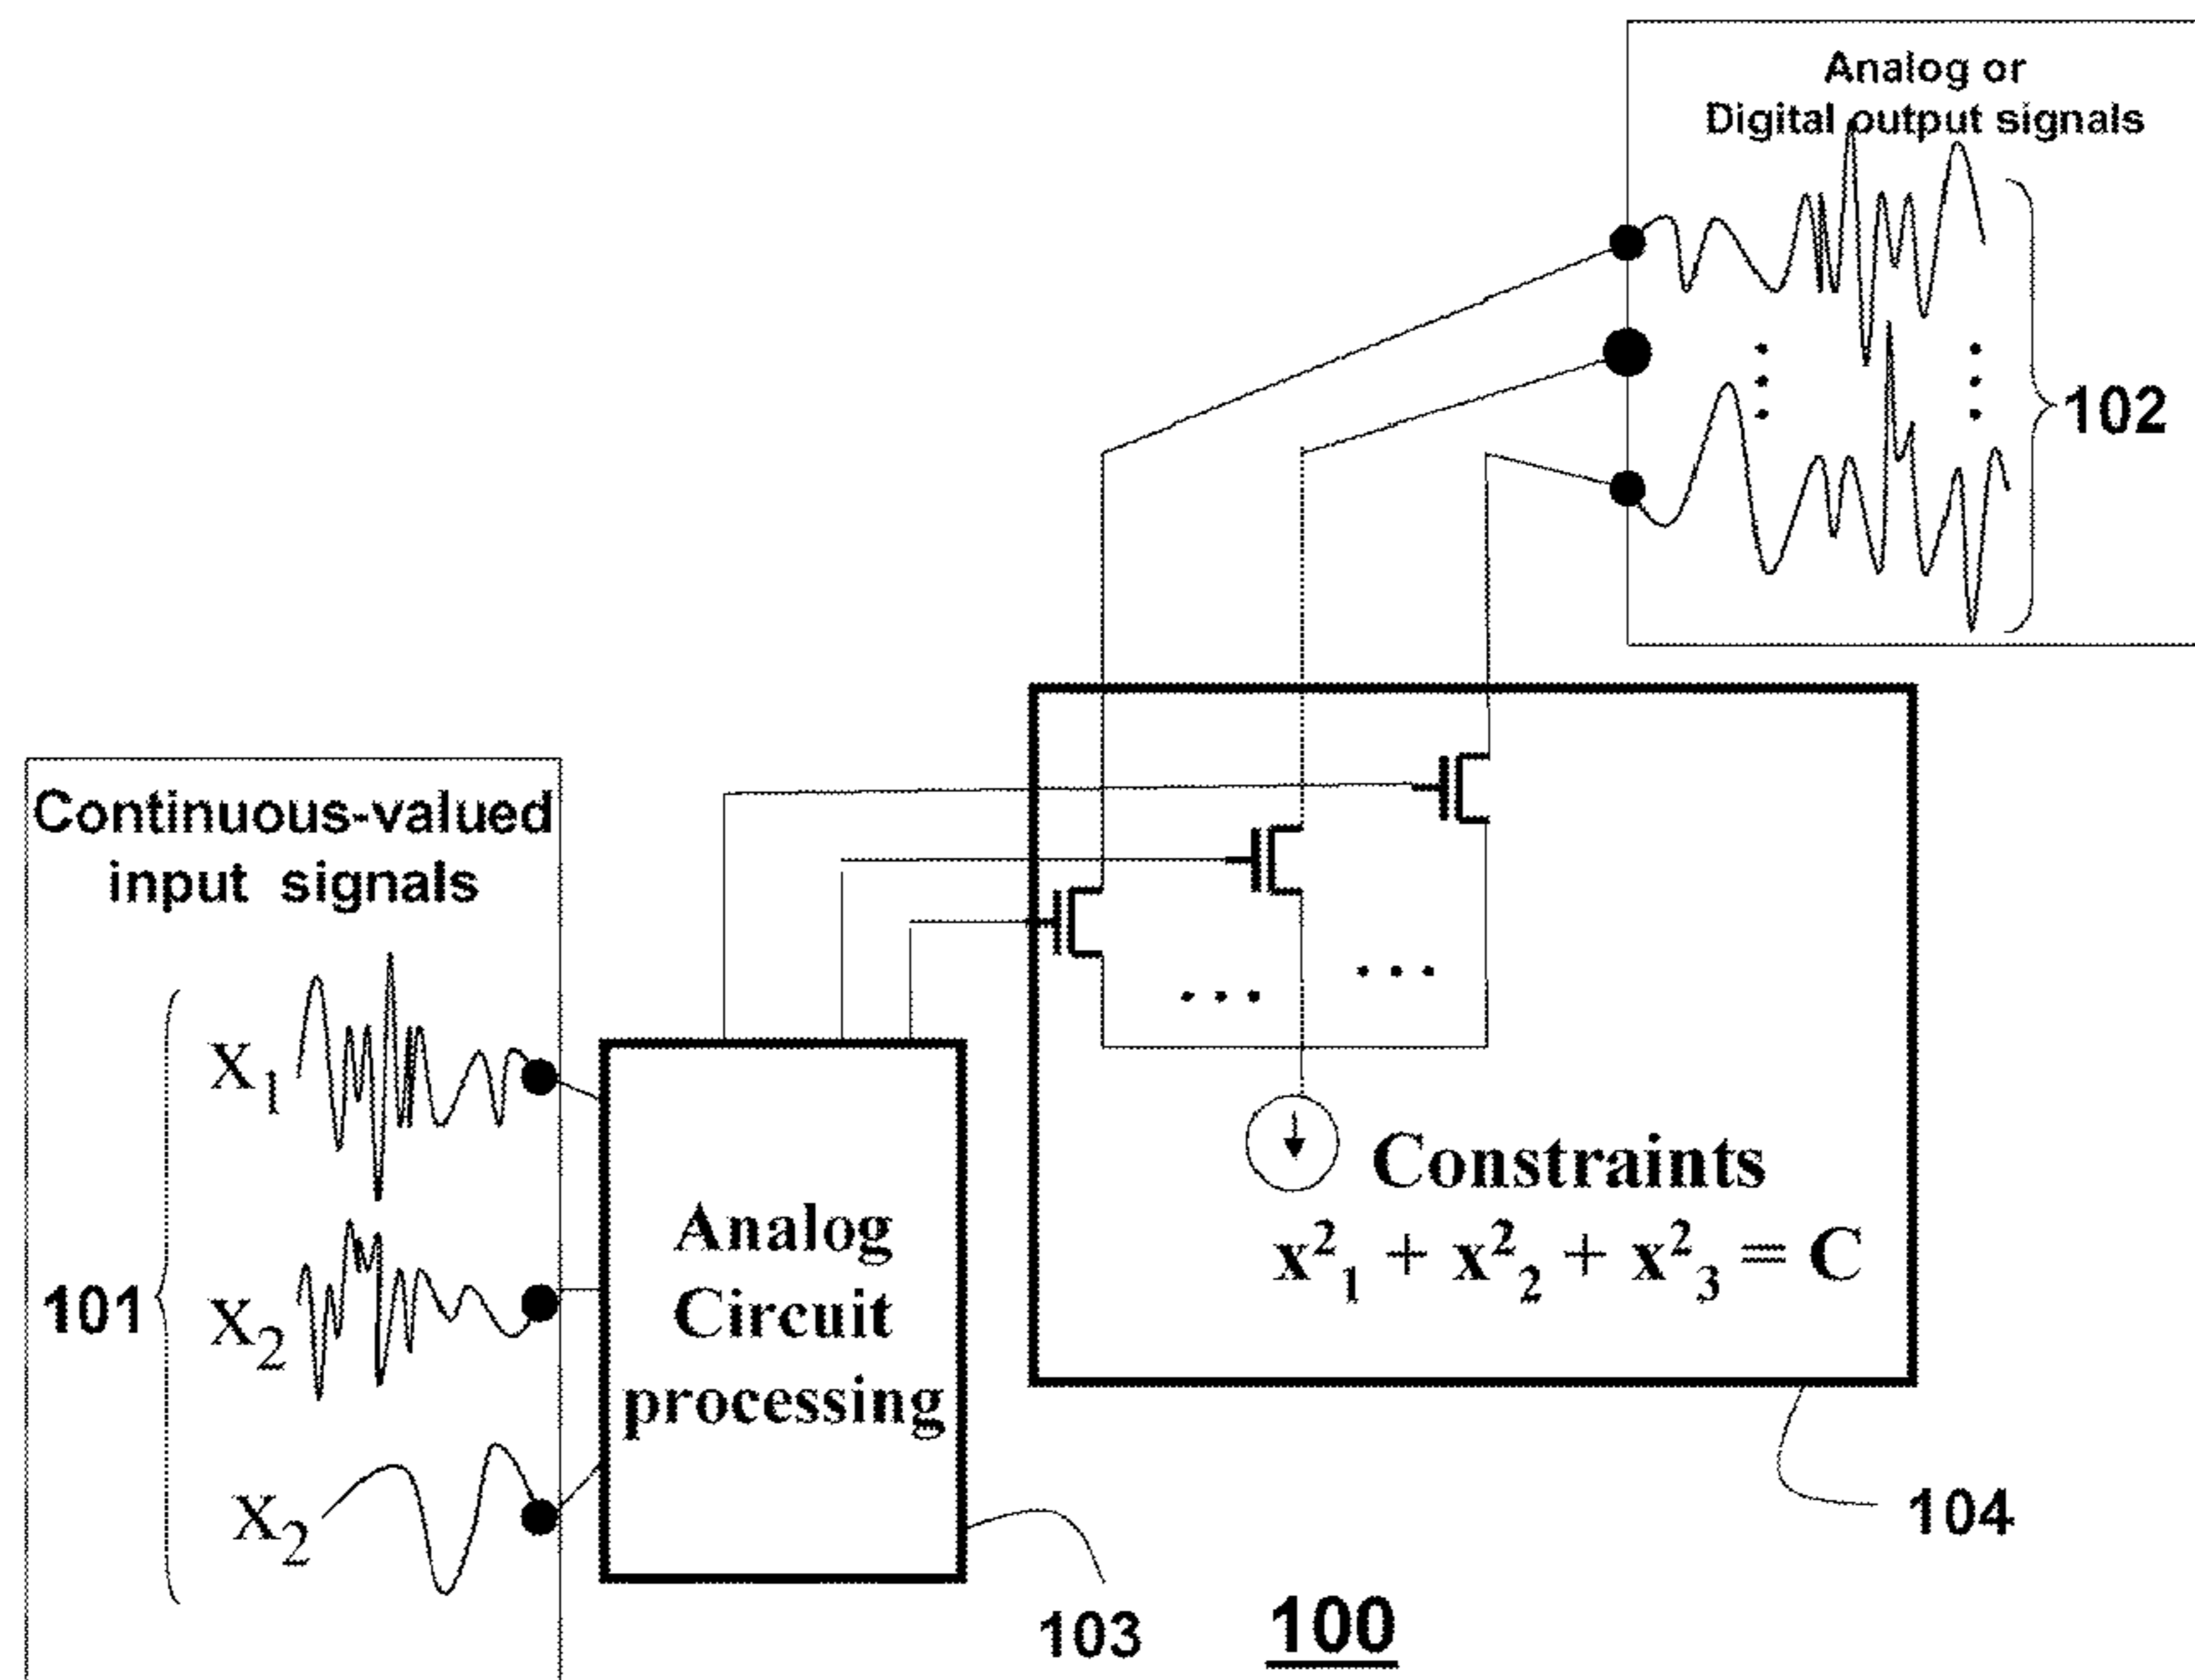 Analog or
Digital output signals
102
Continuous-valued
input signals
X₁
X₂
X₂
101
Analog
Circuit
processing
Constraints
x²₁ + x²₂ + x²₃ = C
104
103
100